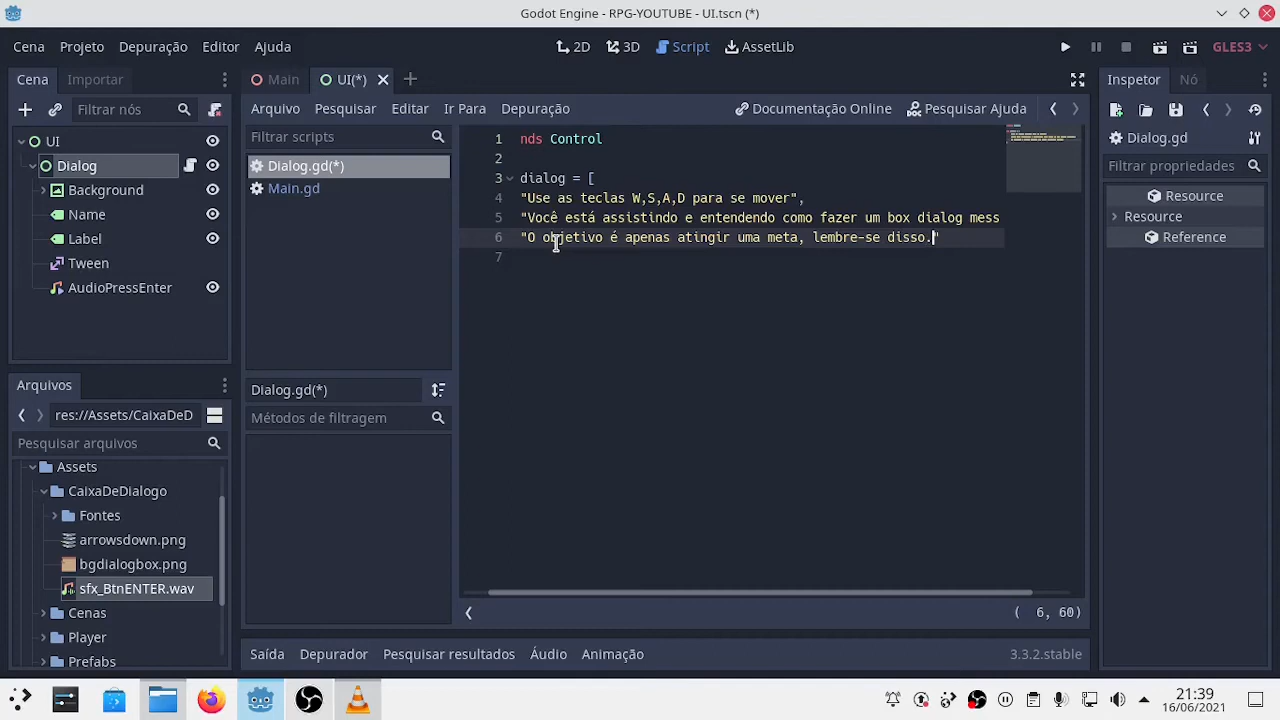 Godot Engine - RPG-YOUTUBE - UI.tscn (*)
Cena Projeto Depuração Editor Ajuda
2D 3D Script AssetLib
GLES3
Cena Importar
Main UI(*)
Inspetor Nó
Filtrar nós
Arquivo Pesquisar Editar Ir Para Depuração
Documentação Online Pesquisar Ajuda
UI
Dialog
Background
Name
Label
Tween
AudioPressEnter
Filtrar scripts
Dialog.gd(*)
Main.gd
Dialog.gd(*)
Métodos de filtragem
1 nds Control
2
3 dialog = [
4 "Use as teclas W,S,A,D para se mover",
5 "Você está assistindo e entendendo como fazer um box dialog mess
6 "O objetivo é apenas atingir uma meta, lembre-se disso."
7
( 6, 60)
Dialog.gd
Filtrar propriedades
Resource
Resource
Reference
Arquivos
res://Assets/CaixaDeD
Pesquisar arquivos
Assets
CaixaDeDialogo
Fontes
arrowsdown.png
bgdialogbox.png
sfx_BtnENTER.wav
Cenas
Player
Prefabs
Saída Depurador Pesquisar resultados Áudio Animação
3.3.2.stable
21:39
16/06/2021